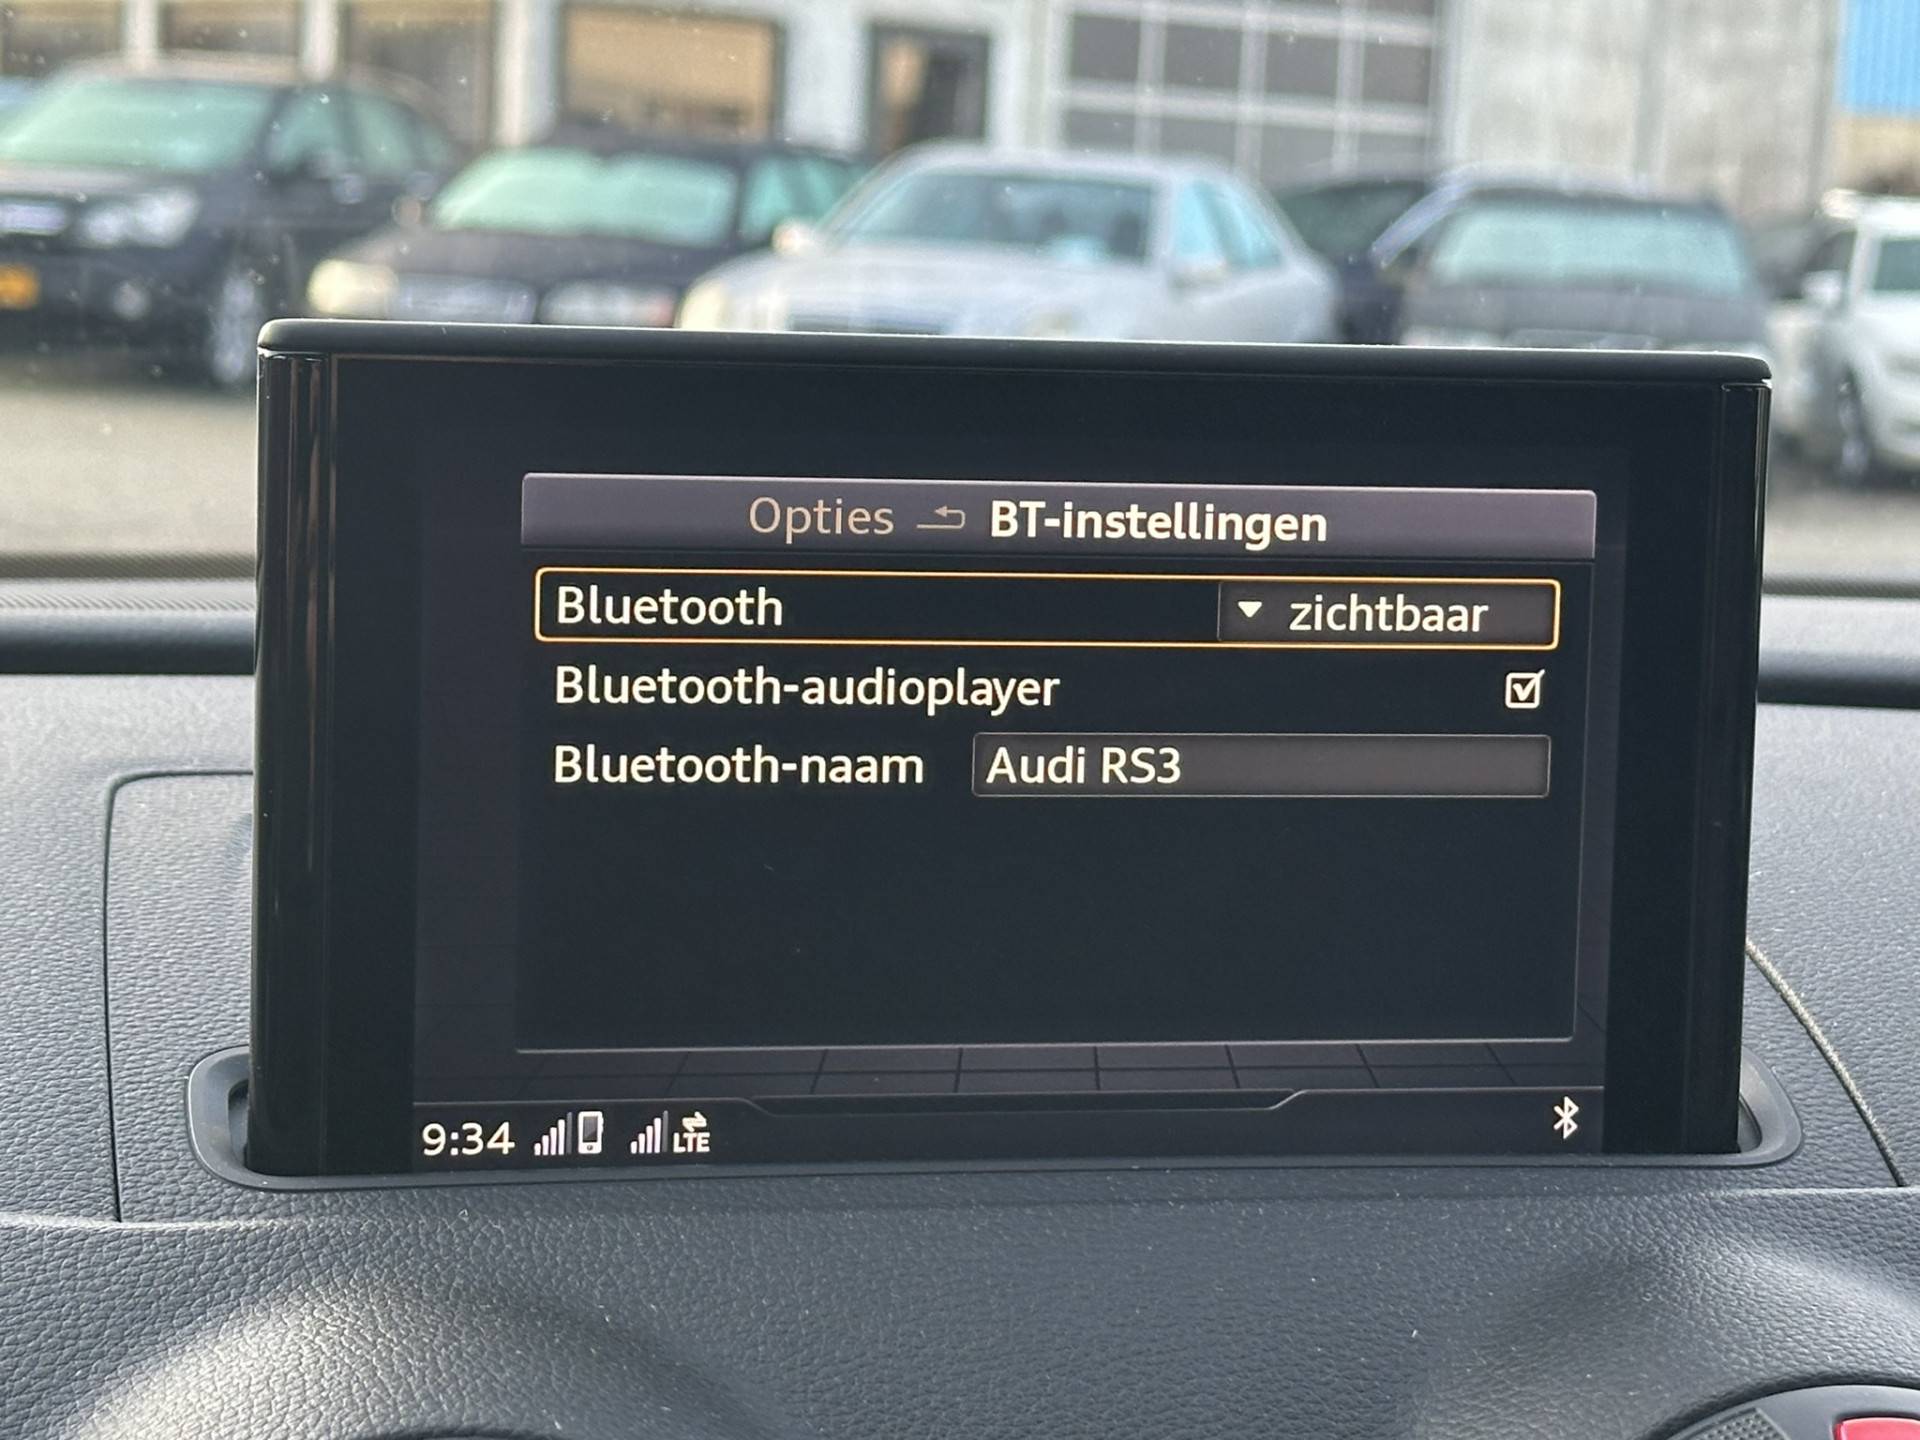 Opties BT-instellingen
Bluetooth zichtbaar
Bluetooth-audioplayer
Bluetooth-naam Audi RS3
9:34 LTE